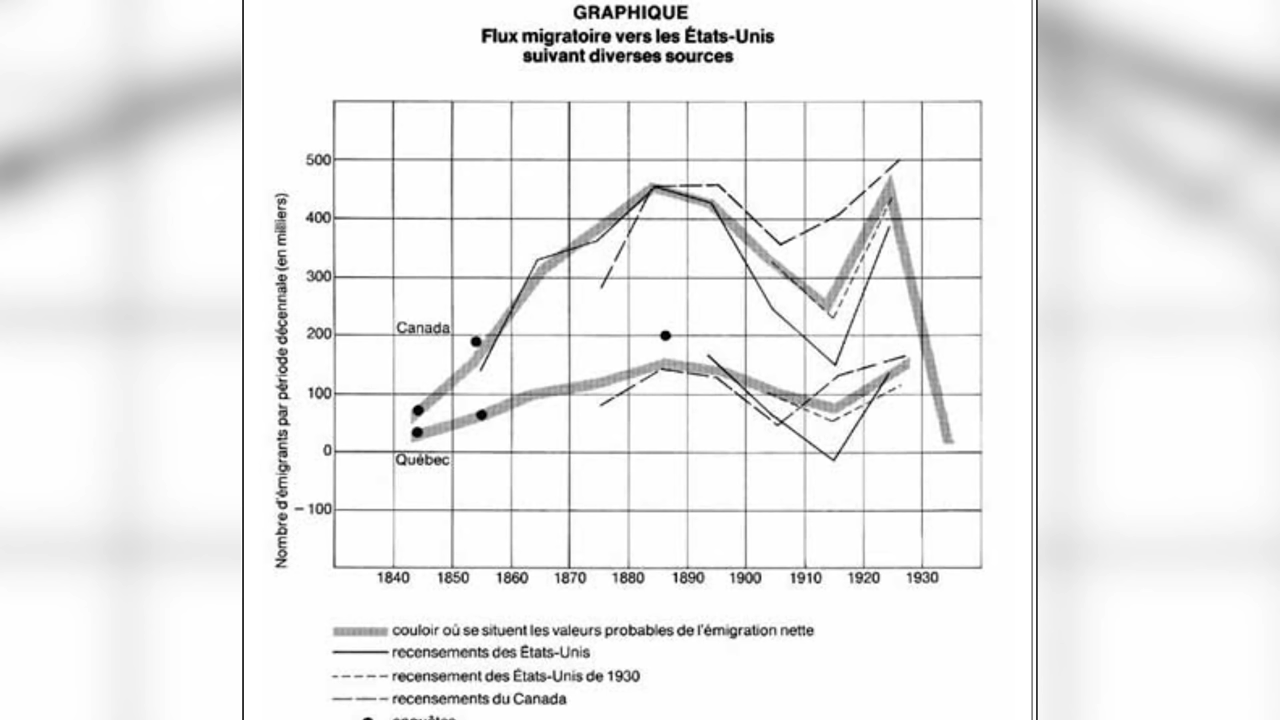 GRAPHIQUE
Flux migratoire vers les États-Unis
suivant diverses sources
Nombre d'émigrants par période décennale (en milliers)
500
400
300
200
100
0
– 100
Canada
Québec
1840 1850 1860 1870 1880 1890 1900 1910 1920 1930
couloir où se situent les valeurs probables de l'émigration nette
recensements des États-Unis
recensement des États-Unis de 1930
recensements du Canada